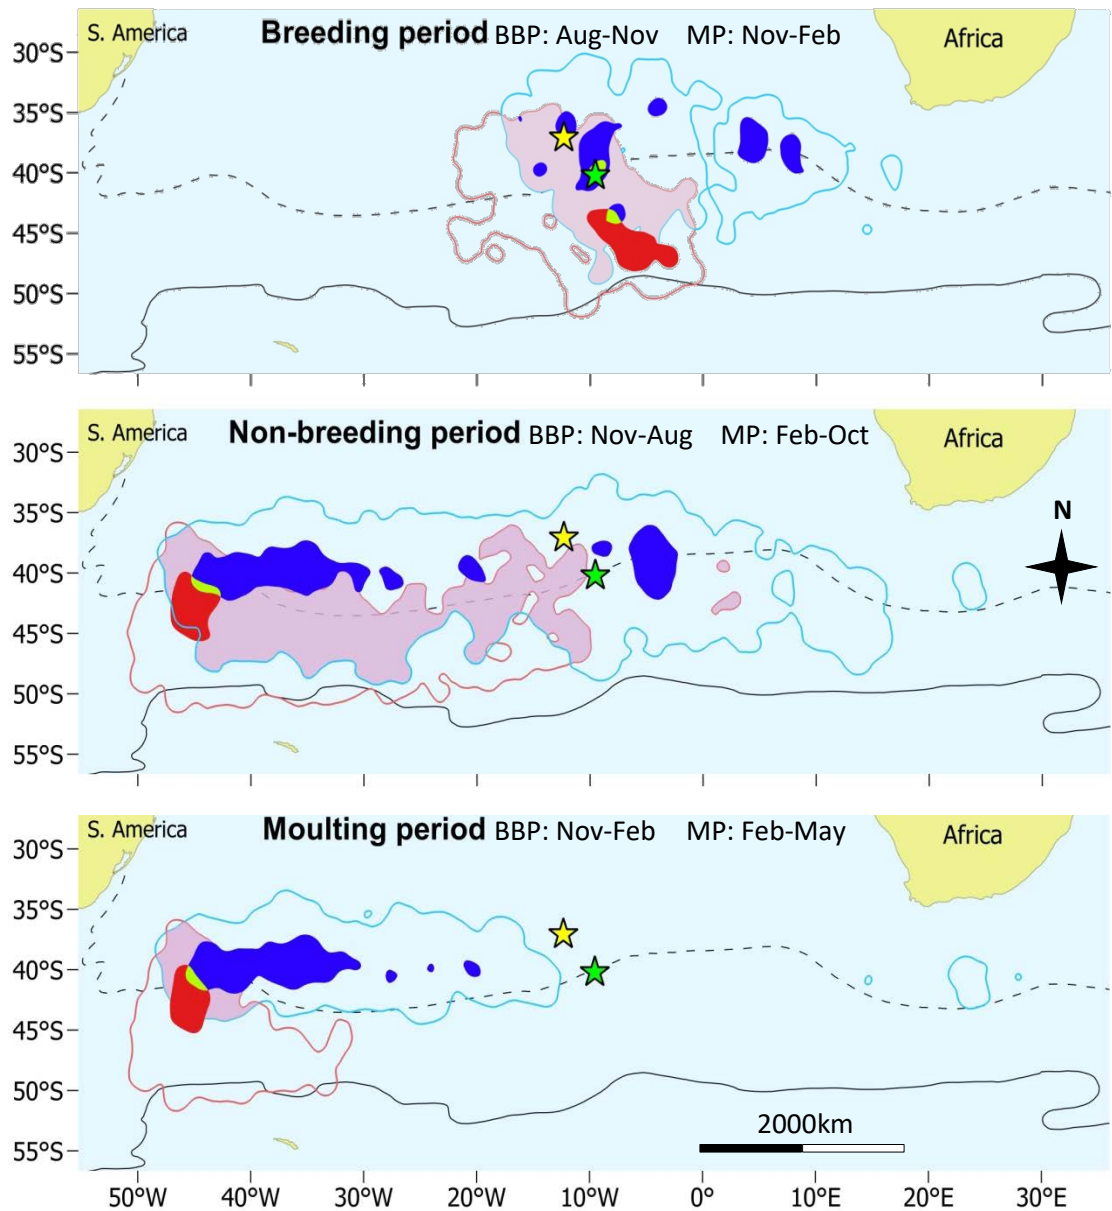 S. America Breeding period BBP: Aug-Nov MP: Nov-Feb Africa
30°S
35°S
40°S
45°S
50°S
55°S
S. America Non-breeding period BBP: Nov-Aug MP: Feb-Oct Africa
30°S
35°S
N
40°S
45°S
50°S
55°S
S. America Moulting period BBP: Nov-Feb MP: Feb-May Africa
30°S
35°S
40°S
45°S
50°S
2000km
55°S
50°W 40°W 30°W 20°W 10°W 0° 10°E 20°E 30°E